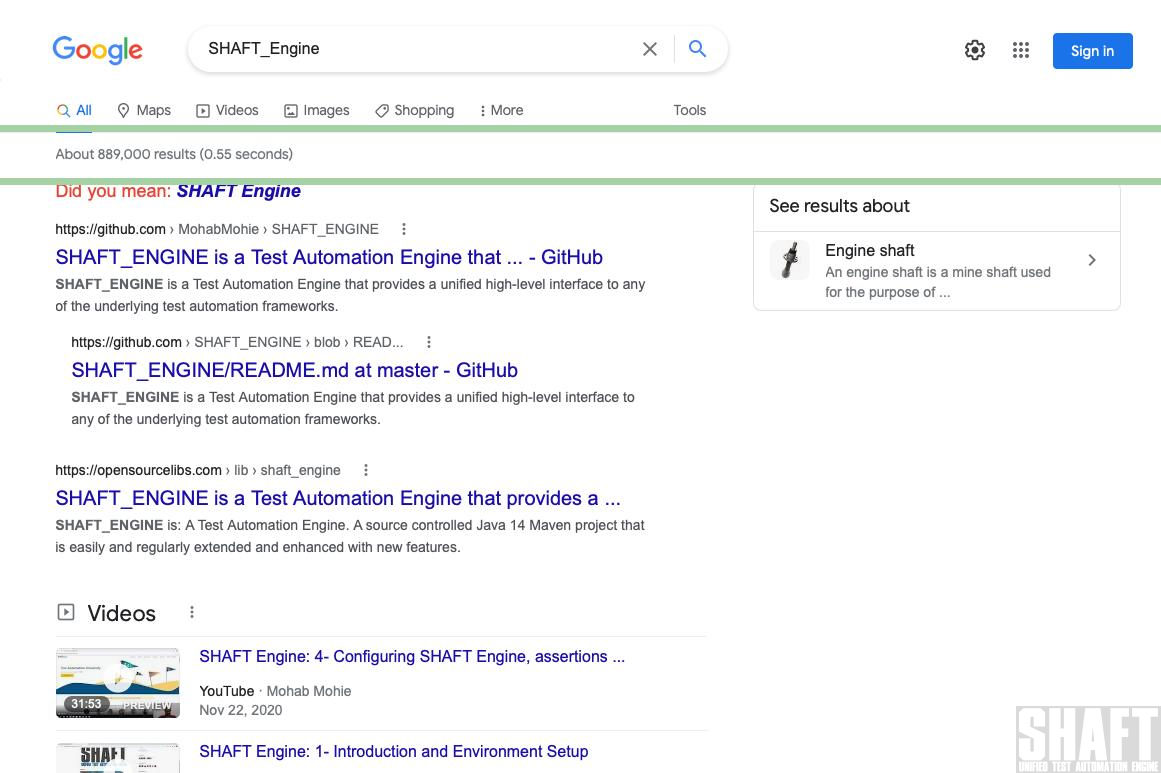 Google
SHAFT_Engine
Sign in
All
Maps
Videos
Images
Shopping
More
Tools
About 889,000 results (0.55 seconds)
Did you mean: SHAFT Engine
https://github.com › MohabMohie › SHAFT_ENGINE
SHAFT_ENGINE is a Test Automation Engine that ... - GitHub
SHAFT_ENGINE is a Test Automation Engine that provides a unified high-level interface to any
of the underlying test automation frameworks.
https://github.com › SHAFT_ENGINE › blob › READ...
SHAFT_ENGINE/README.md at master - GitHub
SHAFT_ENGINE is a Test Automation Engine that provides a unified high-level interface to
any of the underlying test automation frameworks.
https://opensourcelibs.com › lib › shaft_engine
SHAFT_ENGINE is a Test Automation Engine that provides a ...
SHAFT_ENGINE is: A Test Automation Engine. A source controlled Java 14 Maven project that
is easily and regularly extended and enhanced with new features.
Videos
SHAFT Engine: 4- Configuring SHAFT Engine, assertions ...
YouTube · Mohab Mohie
Nov 22, 2020
31:53
PREVIEW
SHAFT Engine: 1- Introduction and Environment Setup
SHAFT
See results about
Engine shaft
An engine shaft is a mine shaft used
for the purpose of ...
SHAFT
UNIFIED TEST AUTOMATION ENGINE